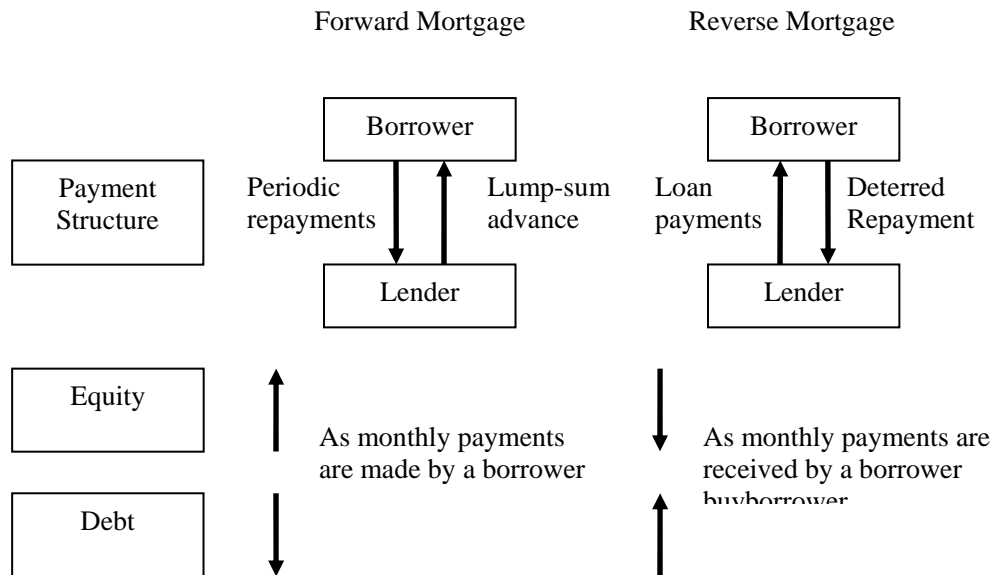 Forward Mortgage
Reverse Mortgage
Borrower
Borrower
Payment
Structure
Periodic
repayments
Lump-sum
advance
Loan
payments
Deterred
Repayment
Lender
Lender
Equity
As monthly payments
are made by a borrower
As monthly payments are
received by a borrower
buyborrower
Debt